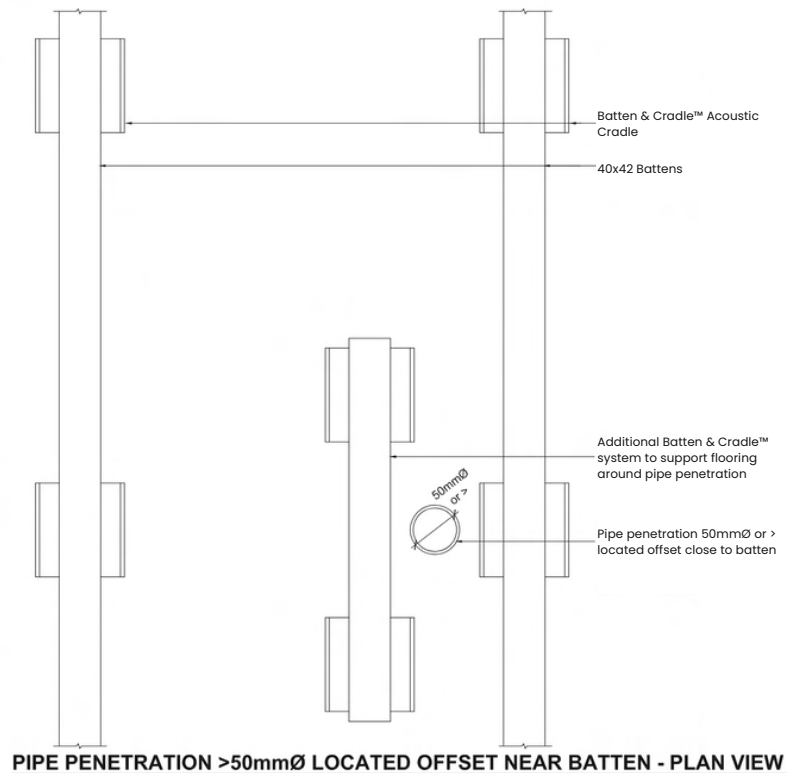 Batten & Cradle™ Acoustic
Cradle
40x42 Battens
Additional Batten & Cradle™
system to support flooring
around pipe penetration
50mmØ
or >
Pipe penetration 50mmØ or >
located offset close to batten
PIPE PENETRATION >50mmØ LOCATED OFFSET NEAR BATTEN - PLAN VIEW